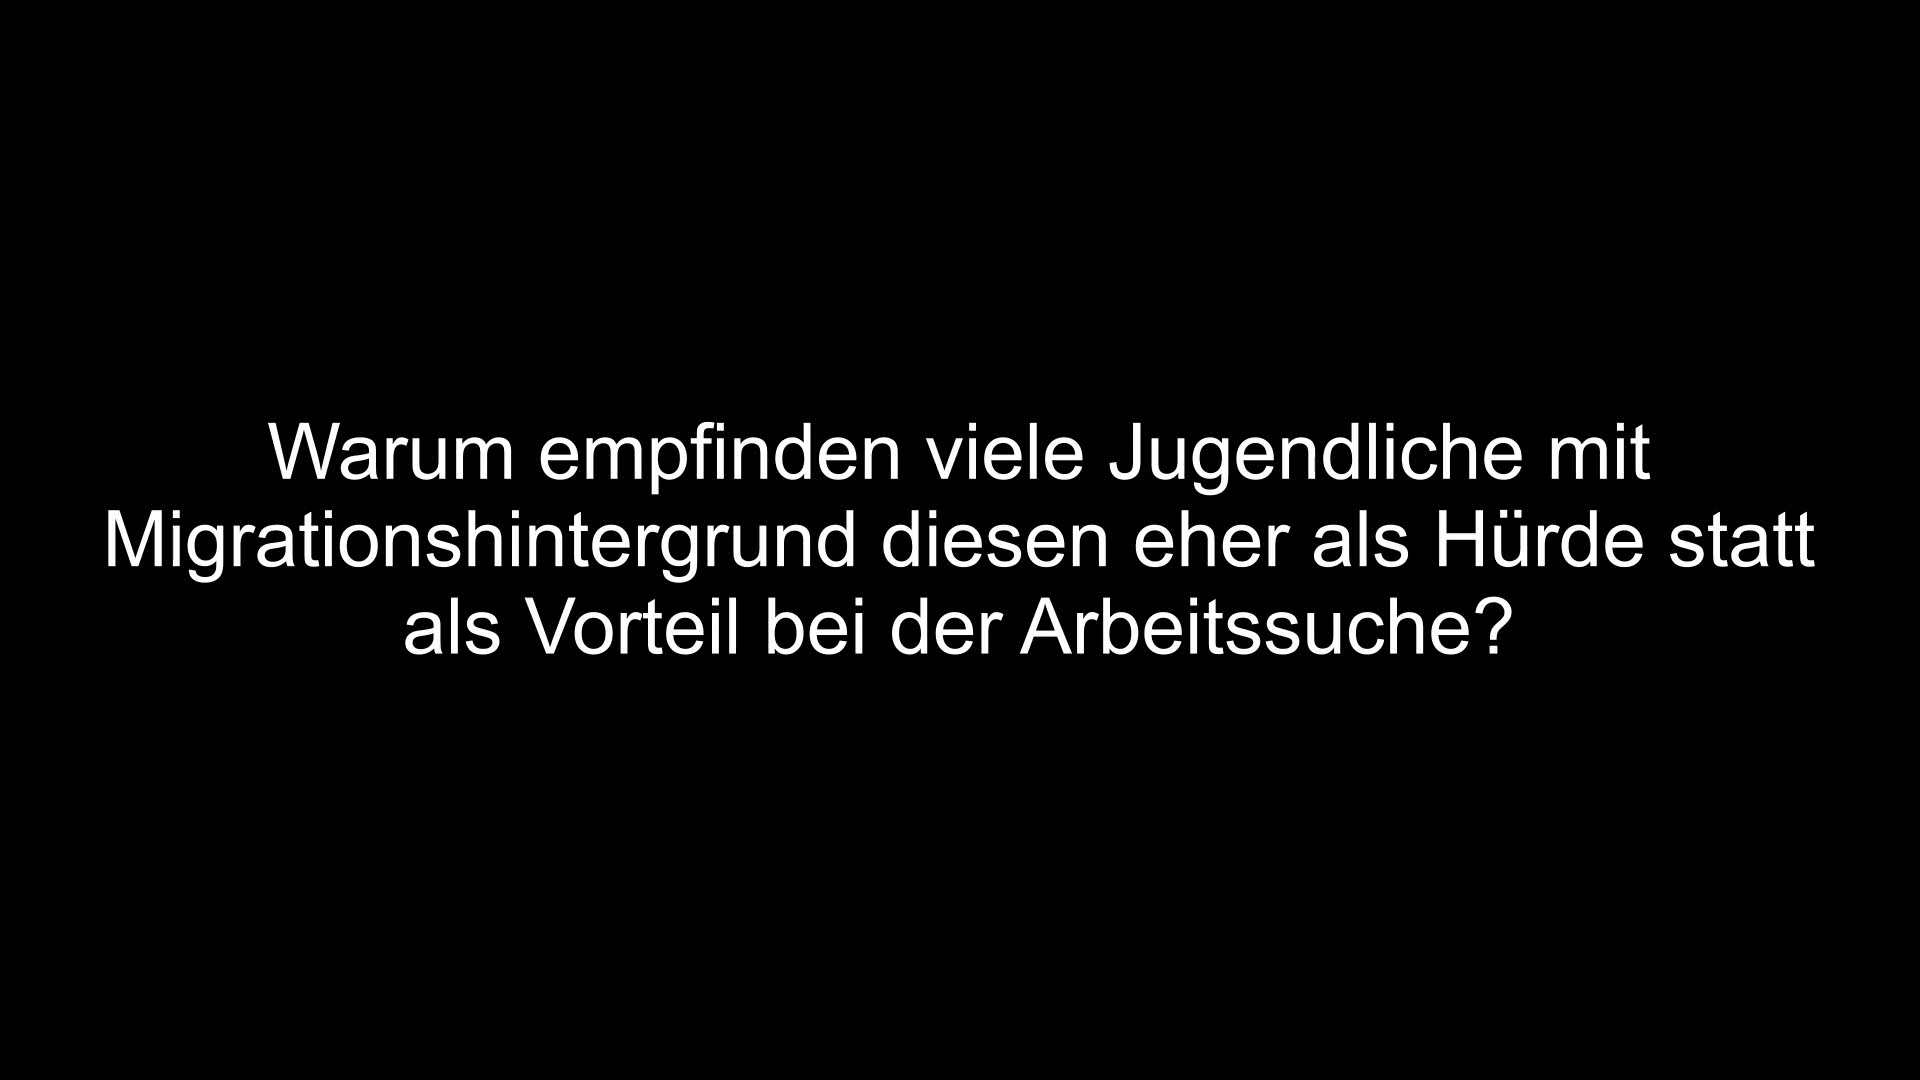 Warum empfinden viele Jugendliche mit
Migrationshintergrund diesen eher als Hürde statt
als Vorteil bei der Arbeitssuche?